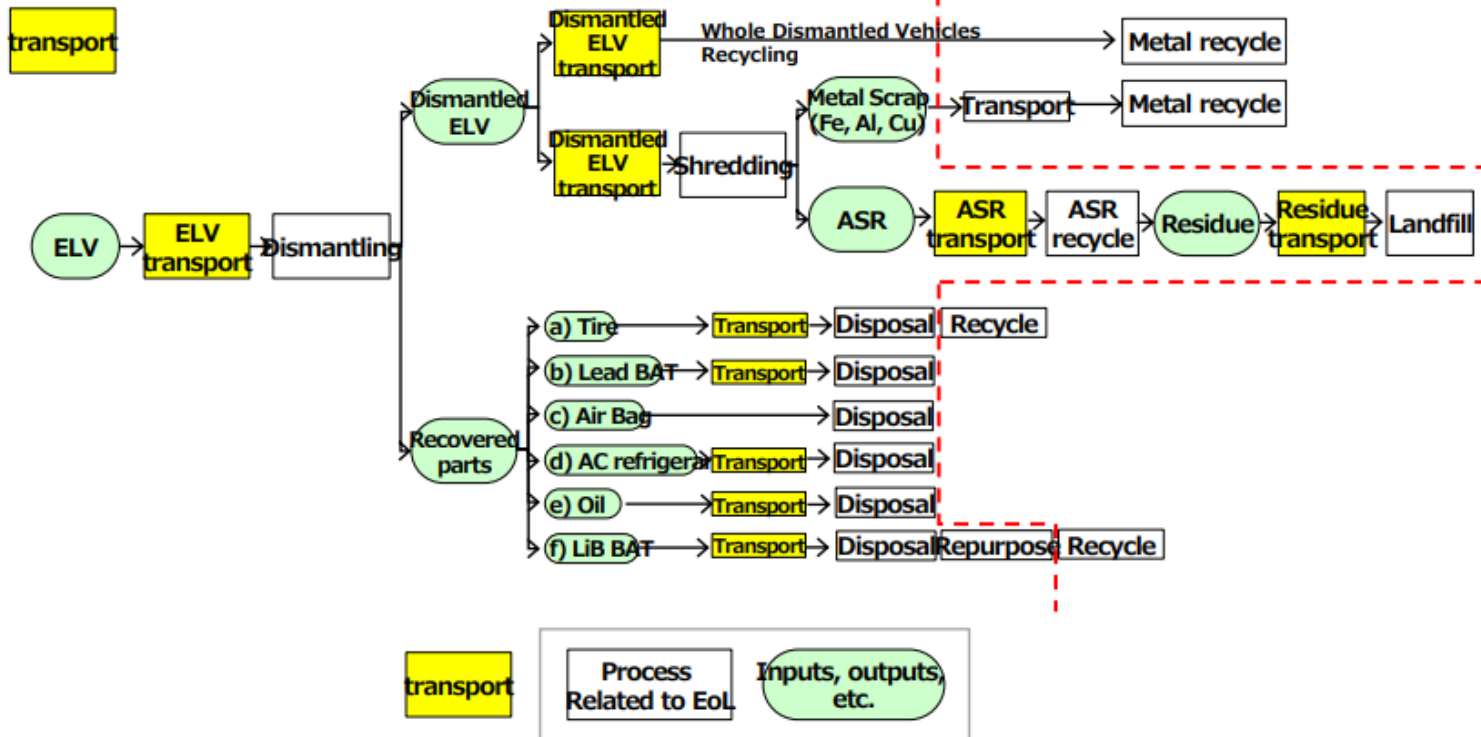 transport
Dismantled
ELV
transport
Whole Dismantled Vehicles
Recycling
Metal recycle
Dismantled
ELV
Metal Scrap
(Fe, Al, Cu)
Transport
Metal recycle
Dismantled
ELV
transport
Shredding
ELV
ELV
transport
Dismantling
ASR
ASR
transport
ASR
recycle
Residue
Residue
transport
Landfill
a) Tire
Transport
Disposal
Recycle
b) Lead BAT
Transport
Disposal
c) Air Bag
Disposal
Recovered
parts
d) AC refrigerar
Transport
Disposal
e) Oil
Transport
Disposal
f) LiB BAT
Transport
Disposal
Repurpose
Recycle
transport
Process
Related to EoL
Inputs, outputs,
etc.